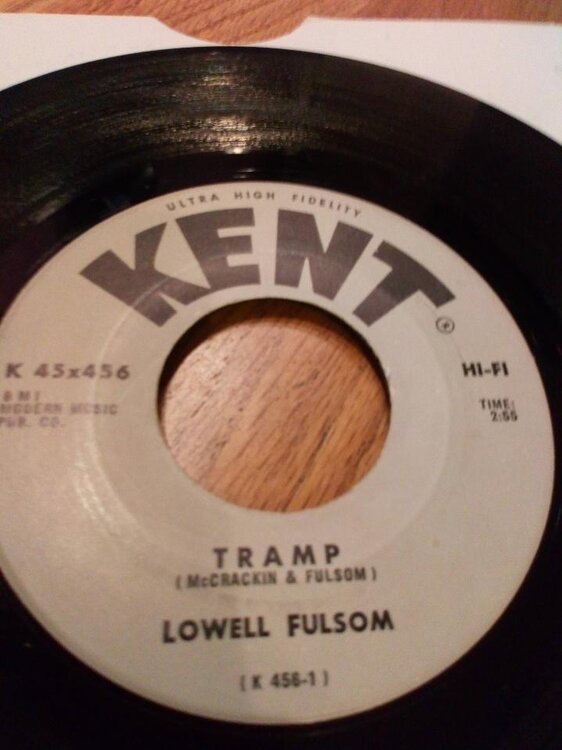 ULTRA HIGH FIDELITY
KENT
®
K 45x456
HI-FI
BMI
MODERN MUSIC
PUB. CO.
TIME:
2:55
TRAMP
(McCRACKIN & FULSOM)
LOWELL FULSOM
(K 456-1)